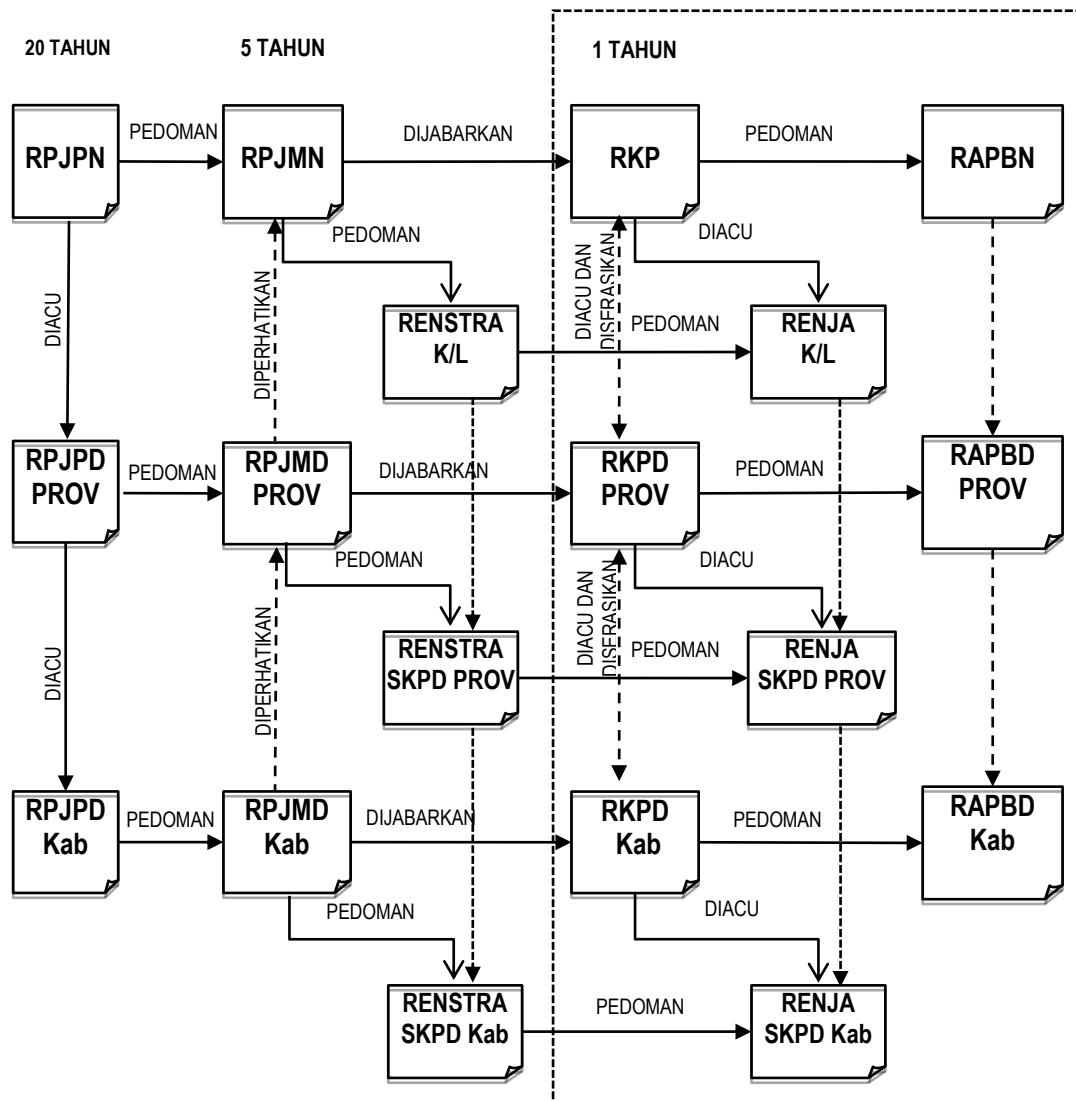 20 TAHUN
5 TAHUN
1 TAHUN
RPJPN
PEDOMAN
RPJMN
DIJABARKAN
RKP
PEDOMAN
RAPBN
PEDOMAN
DIACU
DIACU
DIPERHATIKAN
DIACU DAN
DISERASIKAN
RENSTRA
K/L
PEDOMAN
RENJA
K/L
RPJPD
PROV
PEDOMAN
RPJMD
PROV
DIJABARKAN
RKPD
PROV
PEDOMAN
RAPBD
PROV
PEDOMAN
DIACU
DIACU
DIPERHATIKAN
DIACU DAN
DISERASIKAN
RENSTRA
SKPD PROV
PEDOMAN
RENJA
SKPD PROV
RPJPD
Kab
PEDOMAN
RPJMD
Kab
DIJABARKAN
RKPD
Kab
PEDOMAN
RAPBD
Kab
PEDOMAN
DIACU
RENSTRA
SKPD Kab
PEDOMAN
RENJA
SKPD Kab